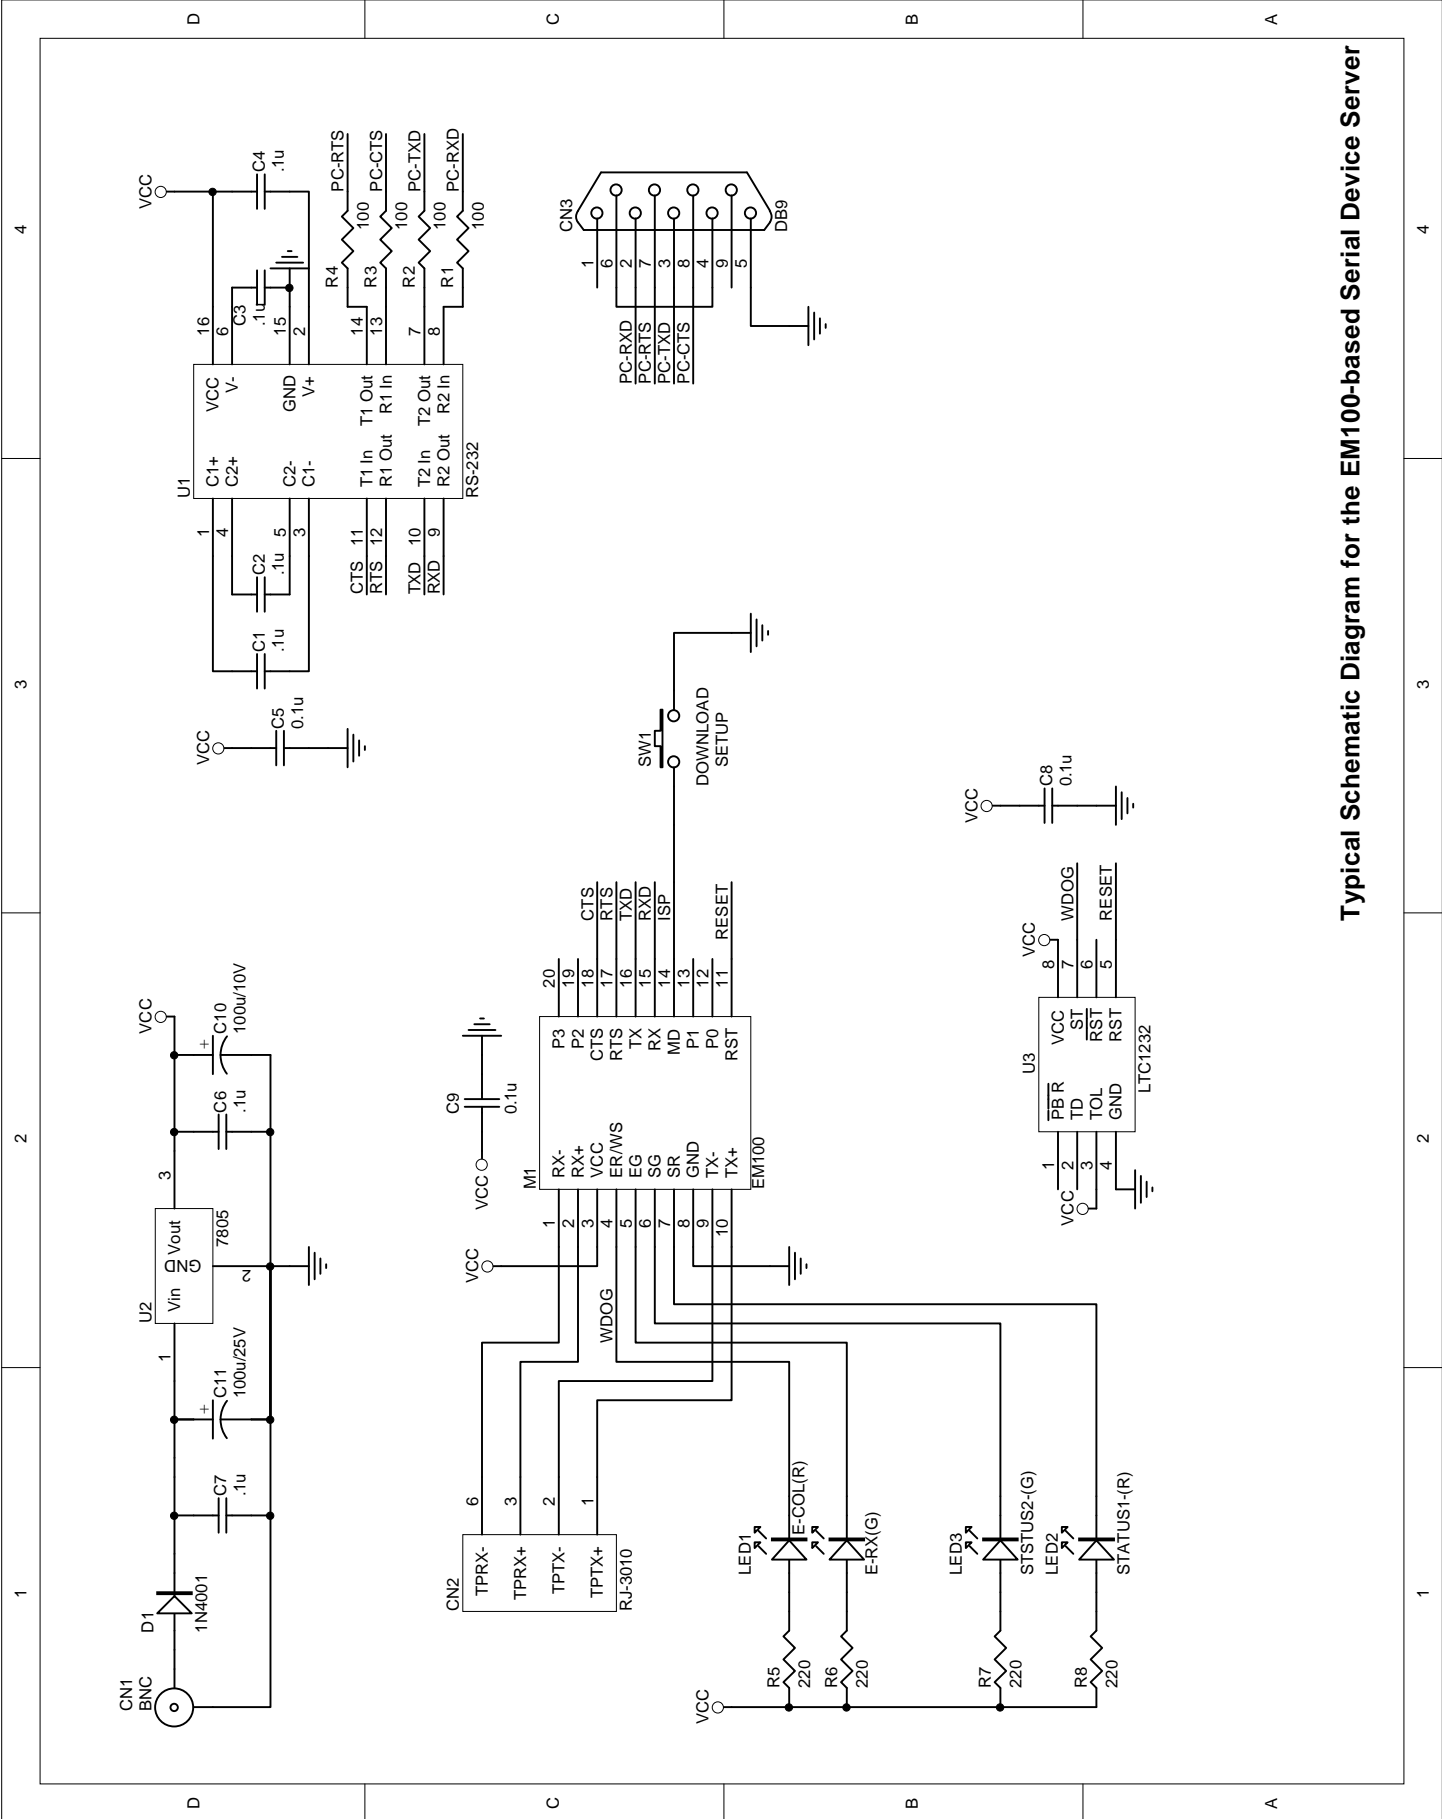 1
2
3
4
D
CN1
BNC
D1
1N4001
C7
.1u
C11
+
100u/25V
1
U2
Vin
GND
Vout
7805
2
3
C6
.1u
+
C10
100u/10V
VCC
VCC
C5
0.1u
U1
C1+
C2+
C2-
C1-
T1 In
R1 Out
T2 In
R2 Out
VCC
V-
GND
V+
T1 Out
R1 In
T2 Out
R2 In
RS-232
1
4
5
3
CTS 11
RTS 12
TXD 10
RXD 9
C1
.1u
C2
.1u
16
6
15
2
14
13
7
8
C3
.1u
C4
.1u
VCC
R4
100
PC-RTS
R3
100
PC-CTS
R2
100
PC-TXD
R1
100
PC-RXD
C
CN2
TPRX-
TPRX+
TPTX-
TPTX+
RJ-3010
6
3
2
1
VCC
WDOG
VCC
C9
0.1u
M1
RX-
RX+
VCC
ER/WS
EG
SG
SR
GND
TX-
TX+
P3
P2
CTS
RTS
TX
RX
MD
P1
P0
RST
EM100
1
2
3
4
5
6
7
8
9
10
20
19
18
17
16
15
14
13
12
11
CTS
RTS
TXD
RXD
ISP
RESET
SW1
DOWNLOAD
SETUP
CN3
DB9
1
6
2
7
3
8
4
9
5
PC-RXD
PC-RTS
PC-TXD
PC-CTS
B
VCC
R5
220
LED1
E-COL(R)
R6
220
E-RX(G)
R7
220
LED3
STSTUS2-(G)
R8
220
LED2
STATUS1-(R)
U3
PB R
TD
TOL
GND
VCC
ST
RST
RST
LTC1232
1
2
3
4
VCC
8
7
6
5
VCC
WDOG
RESET
VCC
C8
0.1u
A
Typical Schematic Diagram for the EM100-based Serial Device Server
1
2
3
4
D
C
B
A